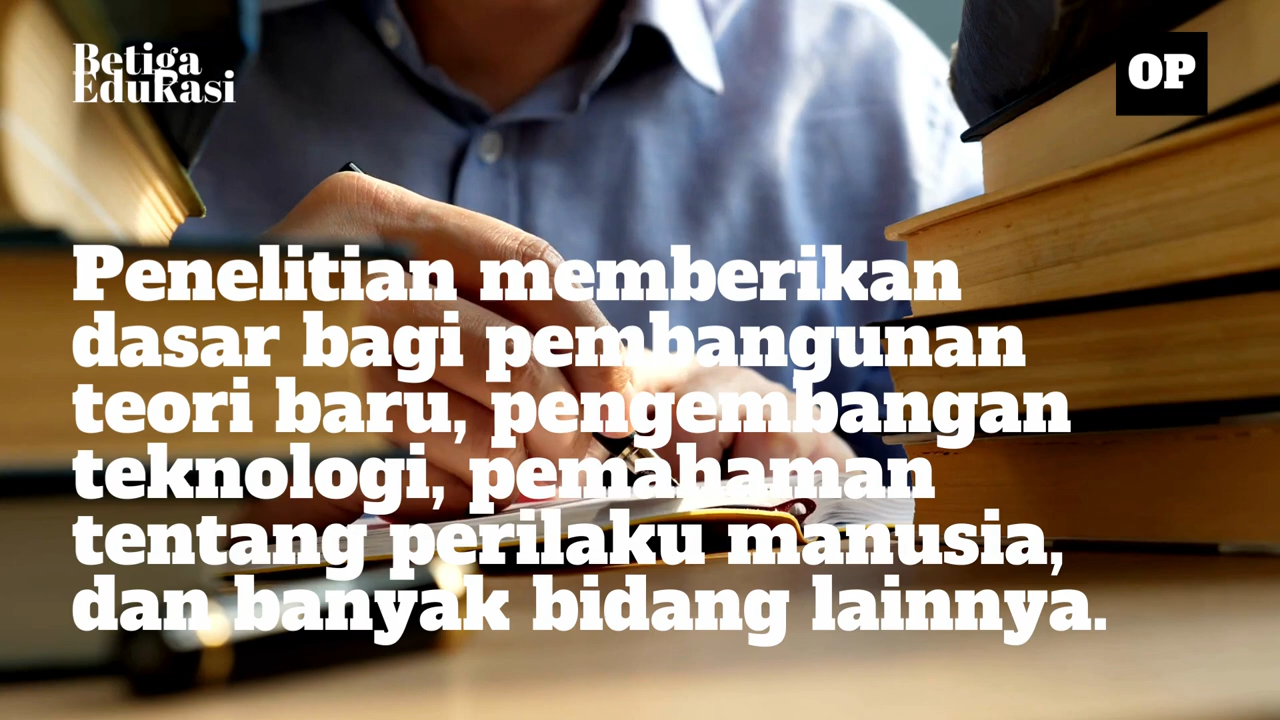 Betiga
EduRasi
OP
Penelitian memberikan
dasar bagi pembangunan
teori baru, pengembangan
teknologi, pemahaman
tentang perilaku manusia,
dan banyak bidang lainnya.